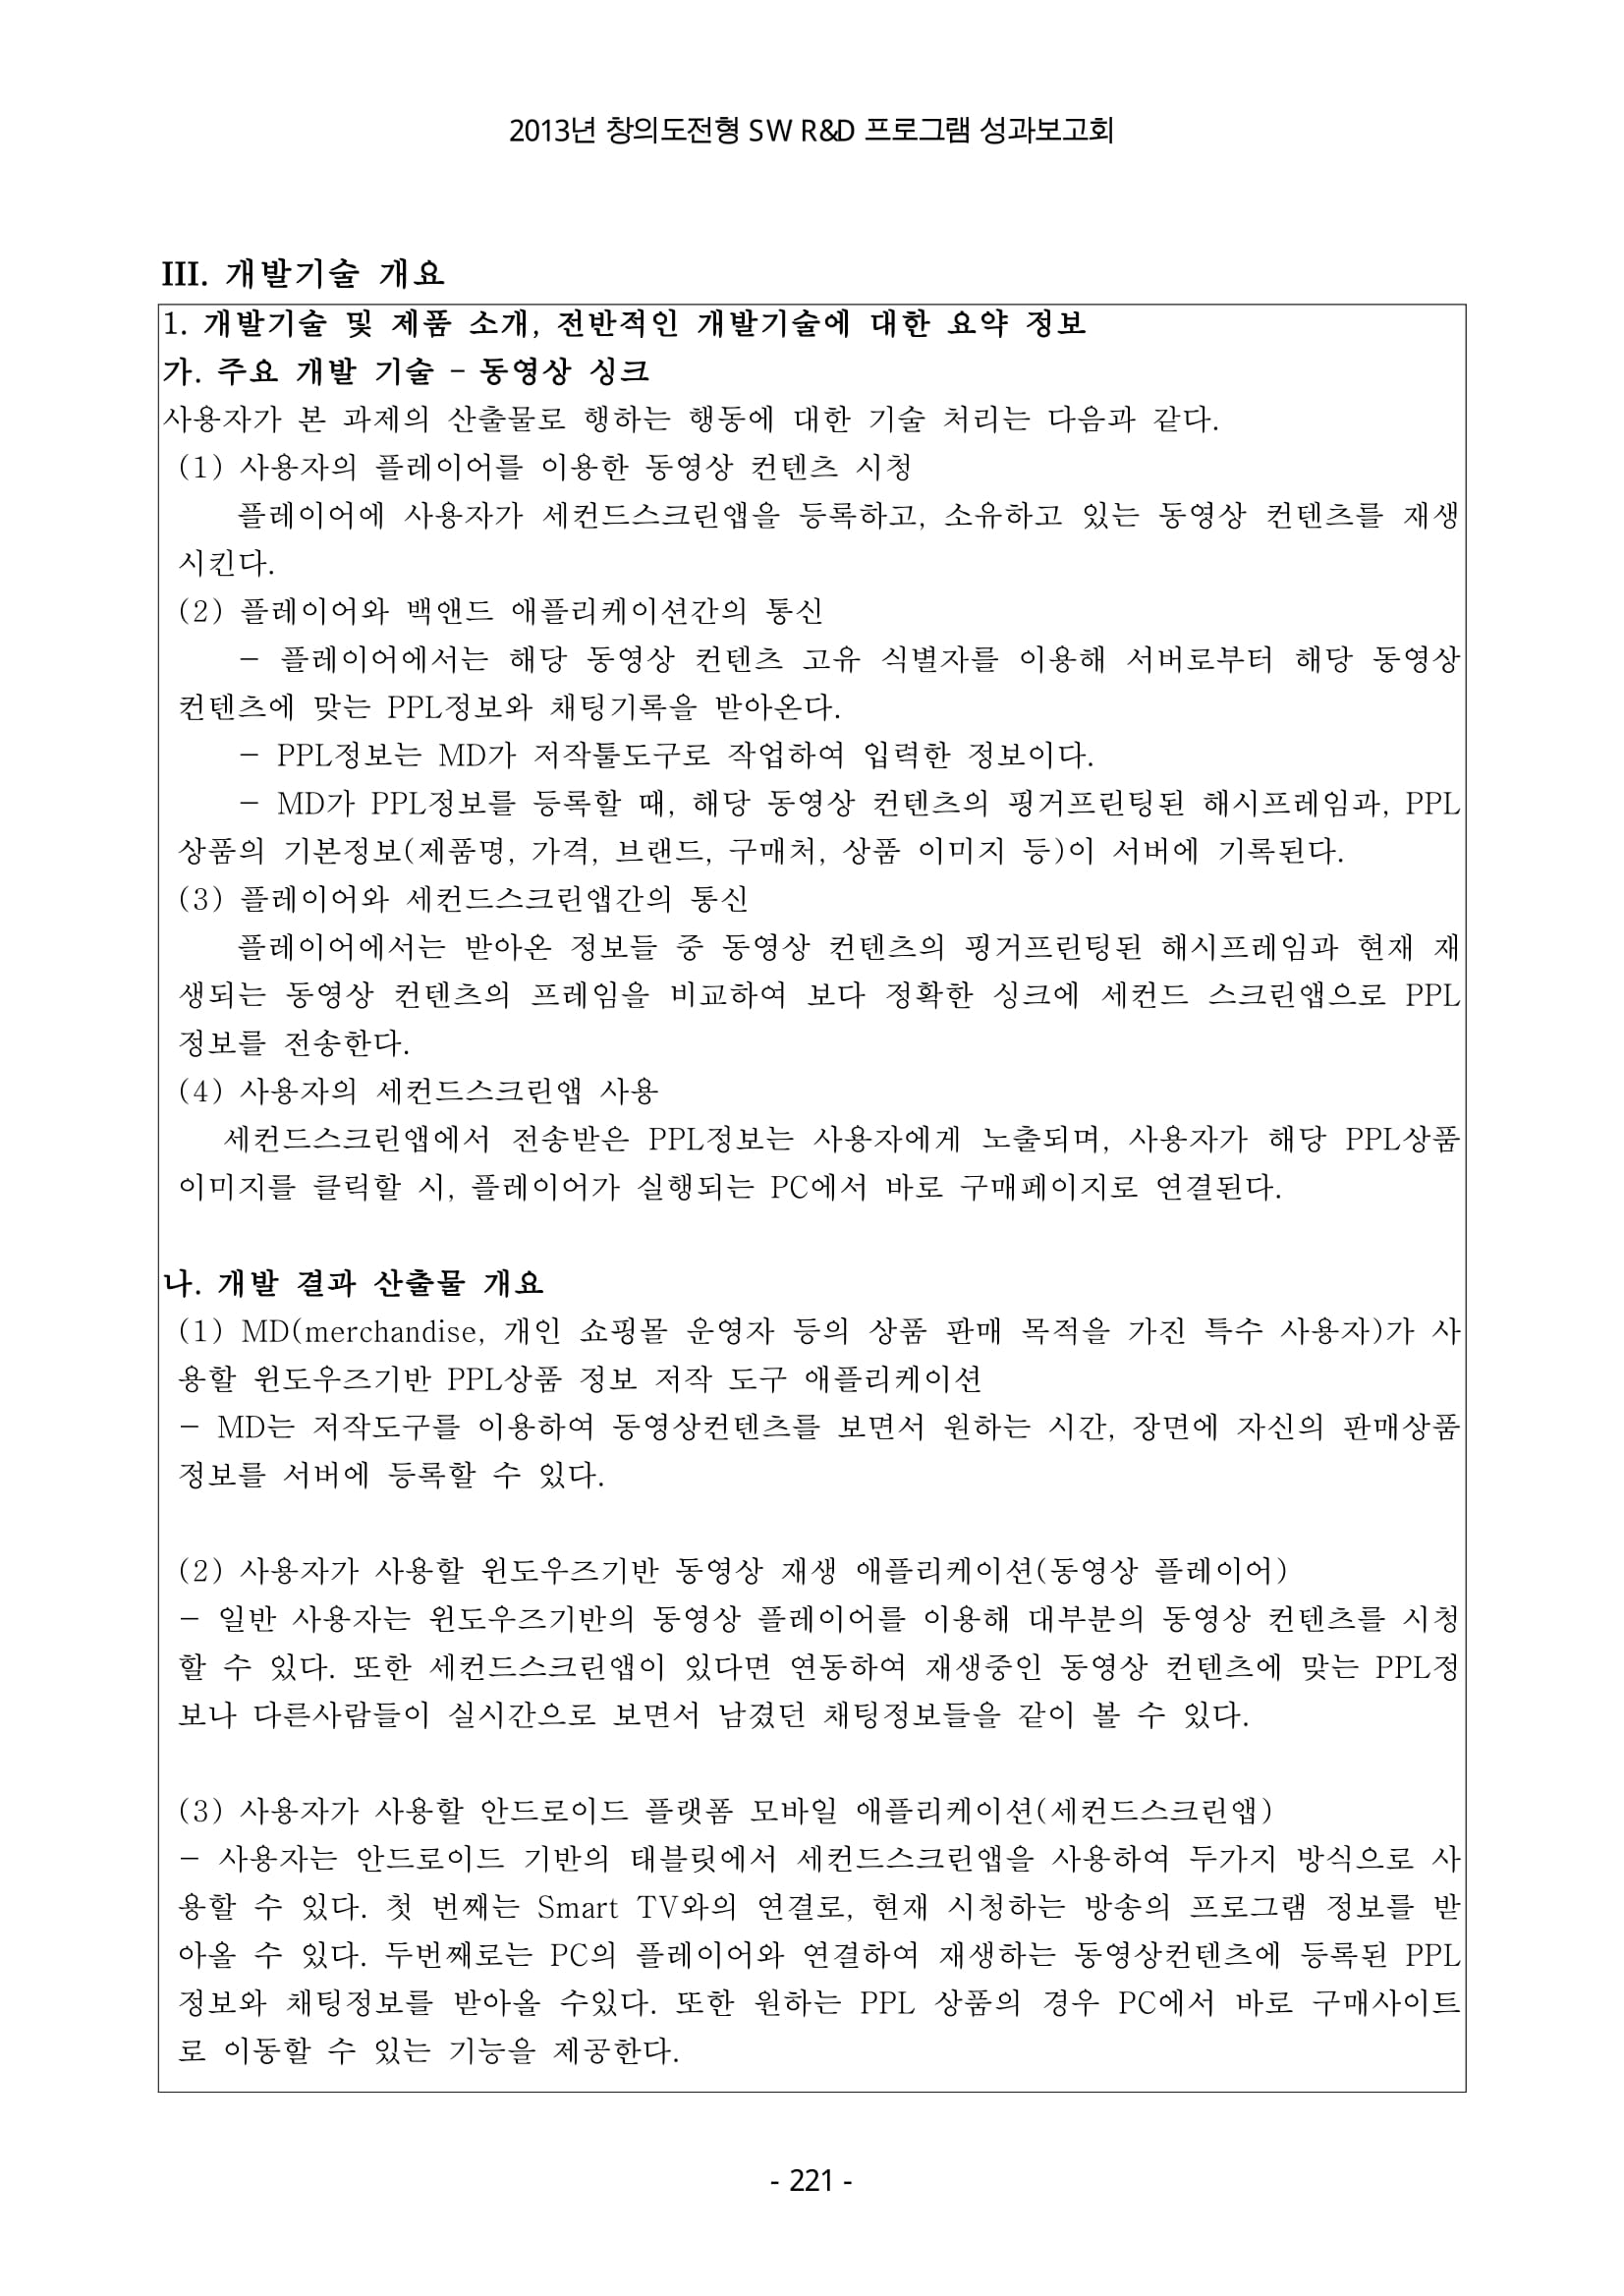 2013년 창의도전형 SW R&D 프로그램 성과보고회
III. 개발기술 개요
1. 개발기술 및 제품 소개, 전반적인 개발기술에 대한 요약 정보
가. 주요 개발 기술 - 동영상 싱크
사용자가 본 과제의 산출물로 행하는 행동에 대한 기술 처리는 다음과 같다.
(1) 사용자의 플레이어를 이용한 동영상 컨텐츠 시청
플레이어에 사용자가 세컨드스크린앱을 등록하고, 소유하고 있는 동영상 컨텐츠를 재생
시킨다.
(2) 플레이어와 백앤드 애플리케이션간의 통신
- 플레이어에서는 해당 동영상 컨텐츠 고유 식별자를 이용해 서버로부터 해당 동영상
컨텐츠에 맞는 PPL정보와 채팅기록을 받아온다.
- PPL정보는 MD가 저작툴도구로 작업하여 입력한 정보이다.
- MD가 PPL정보를 등록할 때, 해당 동영상 컨텐츠의 핑거프린팅된 해시프레임과, PPL
상품의 기본정보(제품명, 가격, 브랜드, 구매처, 상품 이미지 등)이 서버에 기록된다.
(3) 플레이어와 세컨드스크린앱간의 통신
플레이어에서는 받아온 정보들 중 동영상 컨텐츠의 핑거프린팅된 해시프레임과 현재 재
생되는 동영상 컨텐츠의 프레임을 비교하여 보다 정확한 싱크에 세컨드 스크린앱으로 PPL
정보를 전송한다.
(4) 사용자의 세컨드스크린앱 사용
세컨드스크린앱에서 전송받은 PPL정보는 사용자에게 노출되며, 사용자가 해당 PPL상품
이미지를 클릭할 시, 플레이어가 실행되는 PC에서 바로 구매페이지로 연결된다.
나. 개발 결과 산출물 개요
(1) MD(merchandise, 개인 쇼핑몰 운영자 등의 상품 판매 목적을 가진 특수 사용자)가 사
용할 윈도우즈기반 PPL상품 정보 저작 도구 애플리케이션
- MD는 저작도구를 이용하여 동영상컨텐츠를 보면서 원하는 시간, 장면에 자신의 판매상품
정보를 서버에 등록할 수 있다.
(2) 사용자가 사용할 윈도우즈기반 동영상 재생 애플리케이션(동영상 플레이어)
- 일반 사용자는 윈도우즈기반의 동영상 플레이어를 이용해 대부분의 동영상 컨텐츠를 시청
할 수 있다. 또한 세컨드스크린앱이 있다면 연동하여 재생중인 동영상 컨텐츠에 맞는 PPL정
보나 다른사람들이 실시간으로 보면서 남겼던 채팅정보들을 같이 볼 수 있다.
(3) 사용자가 사용할 안드로이드 플랫폼 모바일 애플리케이션(세컨드스크린앱)
- 사용자는 안드로이드 기반의 태블릿에서 세컨드스크린앱을 사용하여 두가지 방식으로 사
용할 수 있다. 첫 번째는 Smart TV와의 연결로, 현재 시청하는 방송의 프로그램 정보를 받
아올 수 있다. 두번째로는 PC의 플레이어와 연결하여 재생하는 동영상컨텐츠에 등록된 PPL
정보와 채팅정보를 받아올 수있다. 또한 원하는 PPL 상품의 경우 PC에서 바로 구매사이트
로 이동할 수 있는 기능을 제공한다.
- 221 -